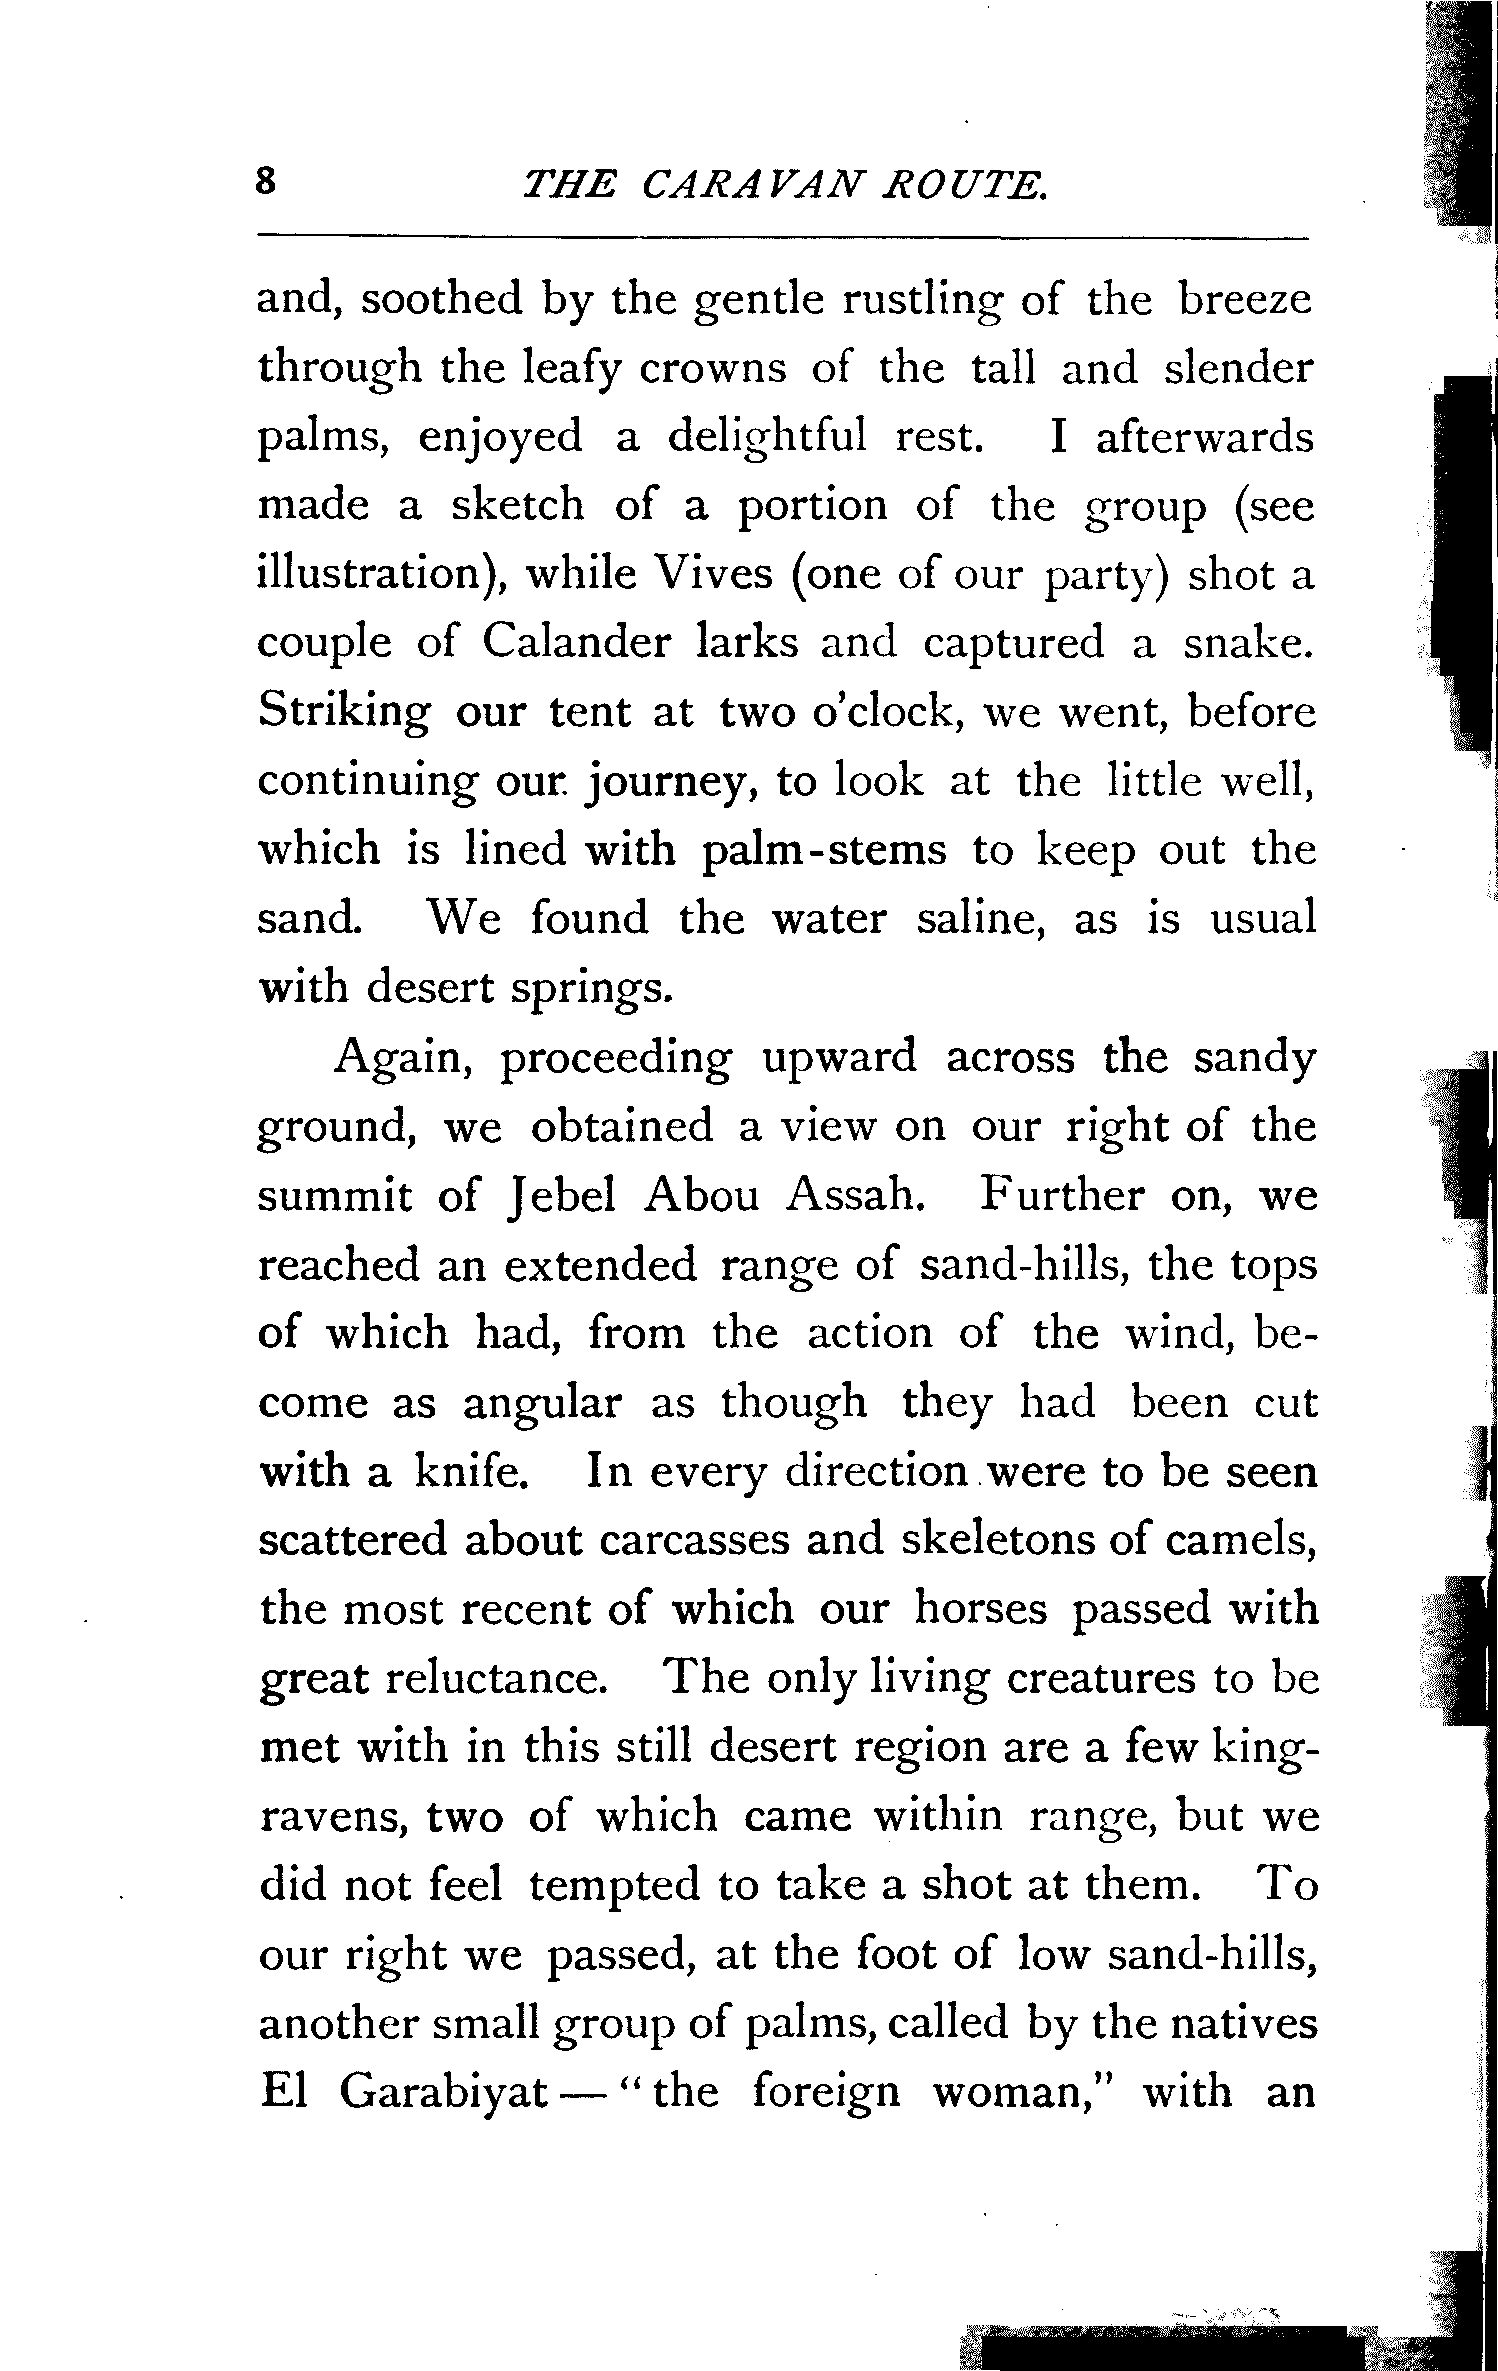 8 THE CARAVAN ROUTE.
and, soothed by the gentle rustling of the breeze
through the leafy crowns of the tall and slender
palms, enjoyed a delightful rest. I afterwards
made a sketch of a portion of the group (see
illustration), while Vives (one of our party) shot a
couple of Calander larks and captured a snake.
Striking our tent at two o'clock, we went, before
continuing our journey, to look at the little well,
which is lined with palm-stems to keep out the
sand. We found the water saline, as is usual
with desert springs.
Again, proceeding upward across the sandy
ground, we obtained a view on our right of the
summit of Jebel Abou Assah. Further on, we
reached an extended range of sand-hills, the tops
of which had, from the action of the wind, be-
come as angular as though they had been cut
with a knife. In every direction were to be seen
scattered about carcasses and skeletons of camels,
the most recent of which our horses passed with
great reluctance. The only living creatures to be
met with in this still desert region are a few king-
ravens, two of which came within range, but we
did not feel tempted to take a shot at them. To
our right we passed, at the foot of low sand-hills,
another small group of palms, called by the natives
El Garabiyat — "the foreign woman," with an